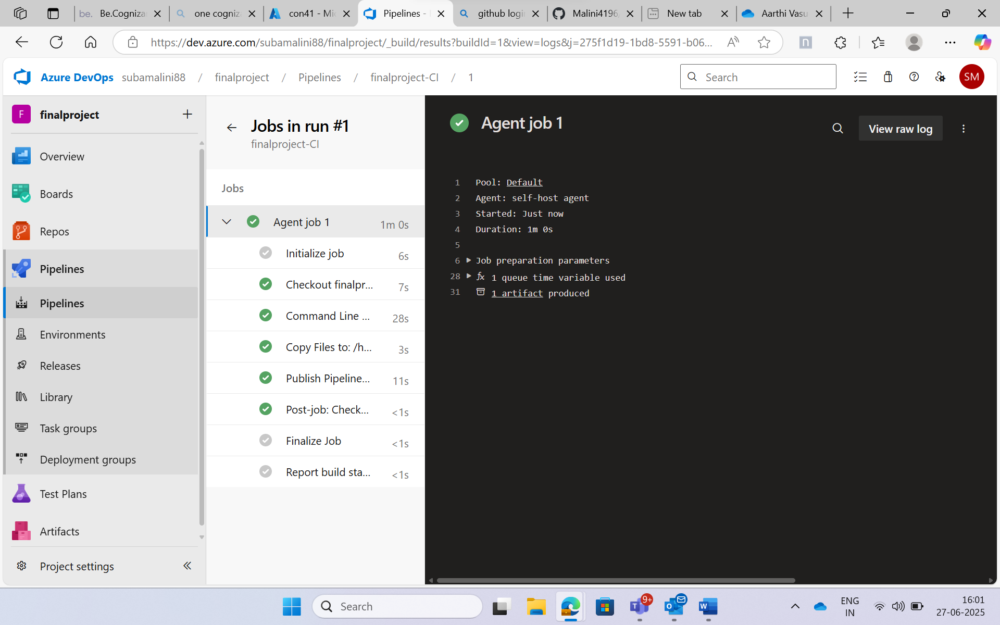 be. Be.Cogniza
one cogniza
con41 - Mic
Pipelines -
github login
Malini4196,
New tab
Aarthi Vasu
https://dev.azure.com/subamalini88/finalproject/_build/results?buildId=1&view=logs&j=275f1d19-1bd8-5591-b06...
Azure DevOps subamalini88 / finalproject / Pipelines / finalproject-CI / 1
Search
SM
F finalproject
Overview
Boards
Repos
Pipelines
Pipelines
Environments
Releases
Library
Task groups
Deployment groups
Test Plans
Artifacts
Project settings
Jobs in run #1
finalproject-CI
Jobs
Agent job 1 1m 0s
Initialize job 6s
Checkout finalpr... 7s
Command Line ... 28s
Copy Files to: /h... 3s
Publish Pipeline... 11s
Post-job: Check... <1s
Finalize Job <1s
Report build sta... <1s
Agent job 1
View raw log
1 Pool: Default
2 Agent: self-host agent
3 Started: Just now
4 Duration: 1m 0s
5
6 Job preparation parameters
28 fx 1 queue time variable used
31 1 artifact produced
Search
9+
ENG
IN
16:01
27-06-2025